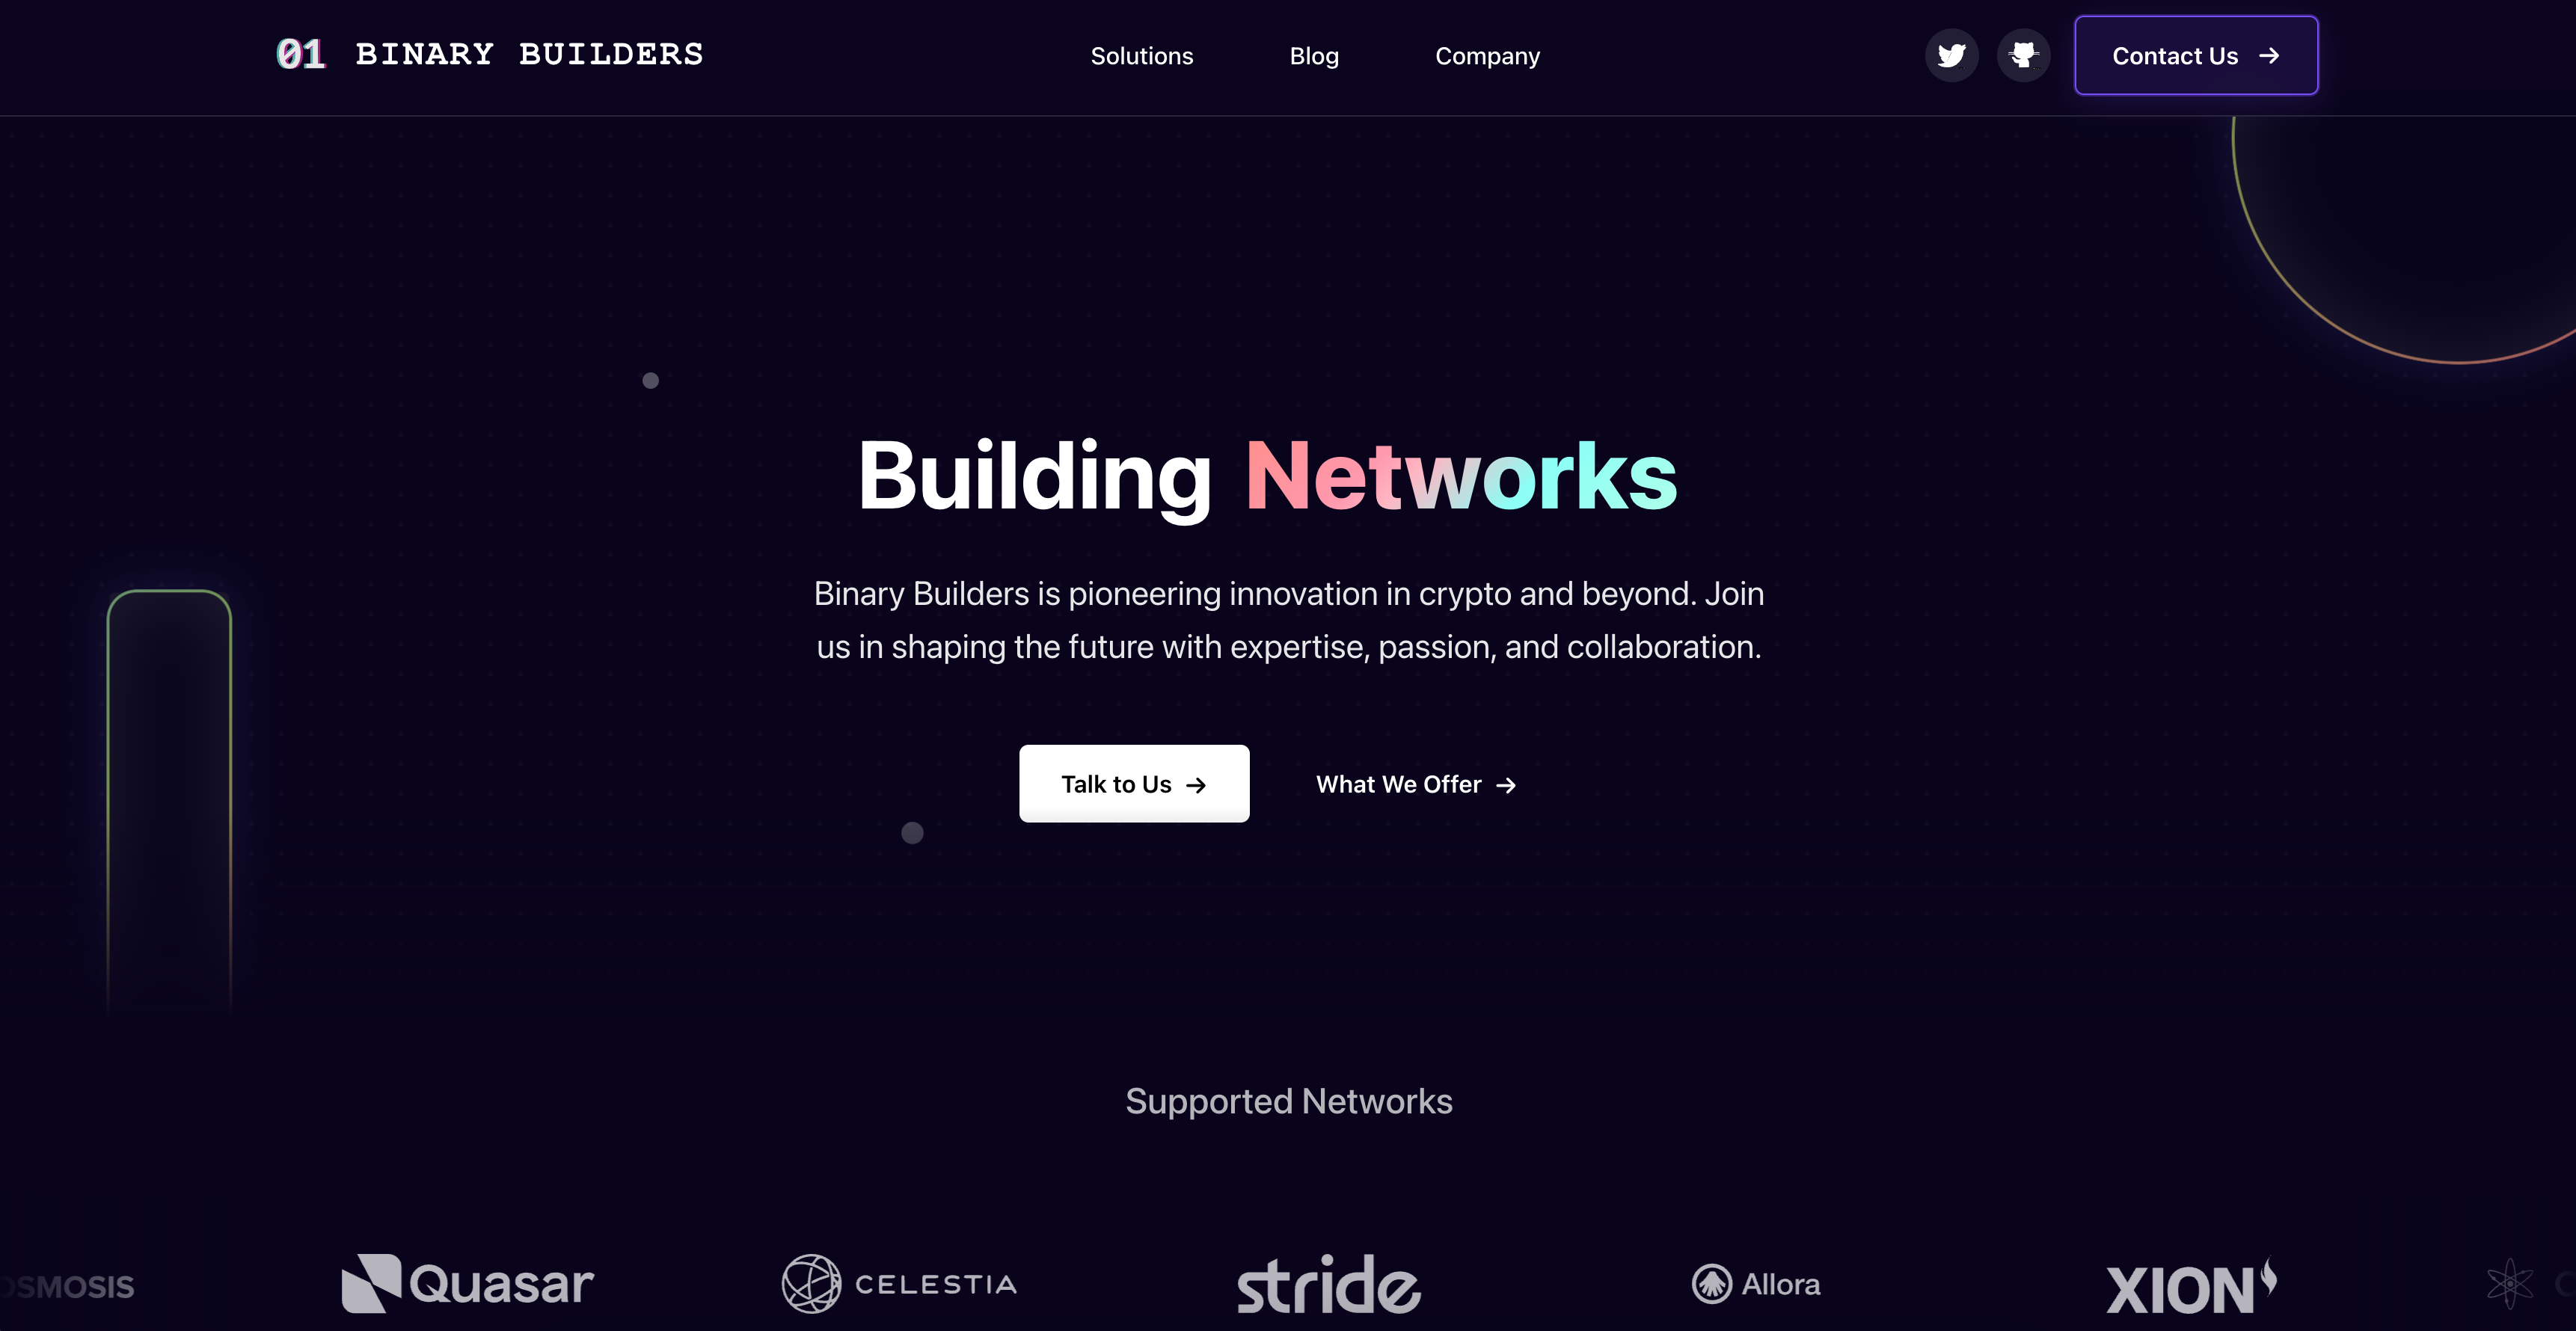 01 BINARY BUILDERS
Solutions
Blog
Company
Contact Us →
Building Networks
Binary Builders is pioneering innovation in crypto and beyond. Join
us in shaping the future with expertise, passion, and collaboration.
Talk to Us →
What We Offer →
Supported Networks
OSMOSIS
Quasar
CELESTIA
stride
Allora
XION